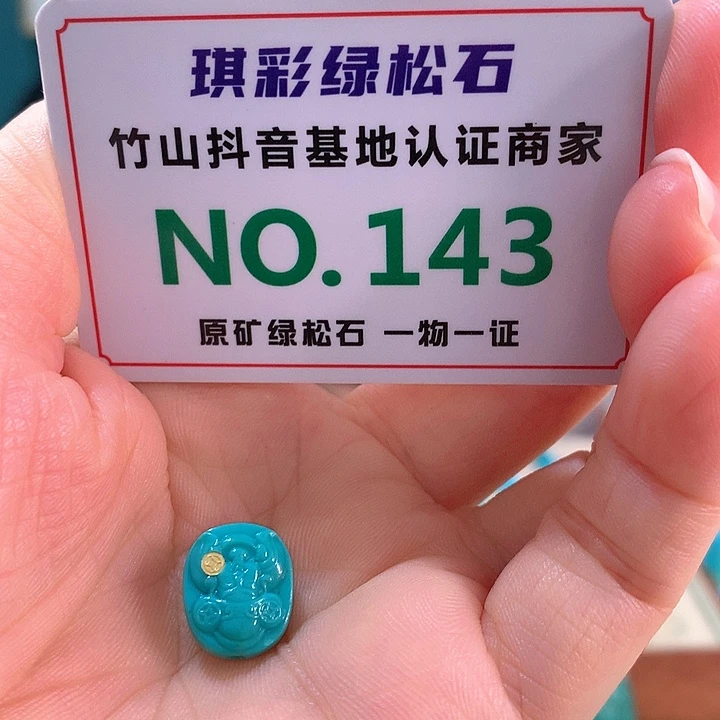 琪彩绿松石
竹山抖音基地认证商家
NO.143
原矿绿松石 一物一证